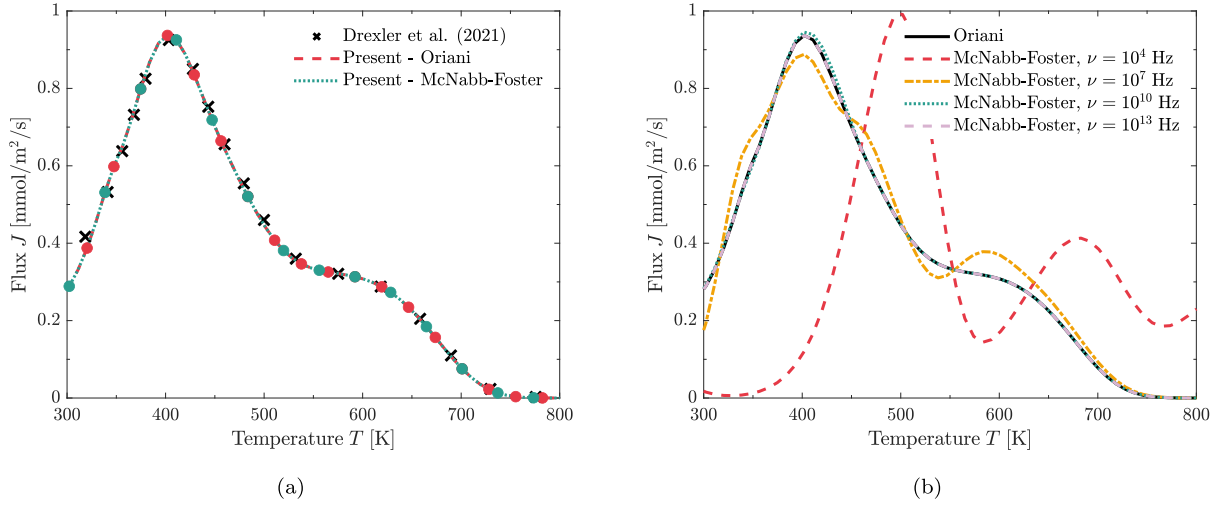 1
0.8
0.6
0.4
0.2
0
Flux J [mmol/m²/s]
300 400 500 600 700 800
Temperature T [K]
Drexler et al. (2021)
Present - Oriani
Present - McNabb-Foster
(a)
1
0.8
0.6
0.4
0.2
0
Flux J [mmol/m²/s]
300 400 500 600 700 800
Temperature T [K]
Oriani
McNabb-Foster, ν = 10⁴ Hz
McNabb-Foster, ν = 10⁷ Hz
McNabb-Foster, ν = 10¹⁰ Hz
McNabb-Foster, ν = 10¹³ Hz
(b)